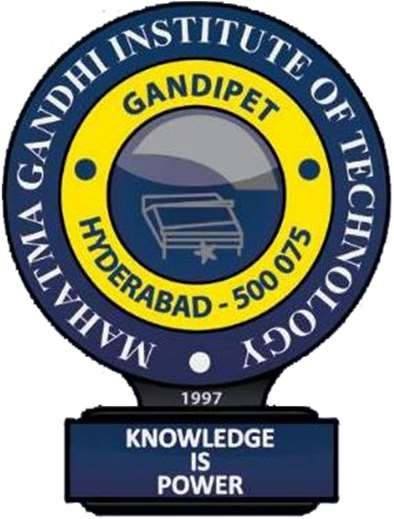 MAHATMA GANDHI INSTITUTE OF TECHNOLOGY
GANDIPET
HYDERABAD - 500 075
1997
KNOWLEDGE
IS
POWER